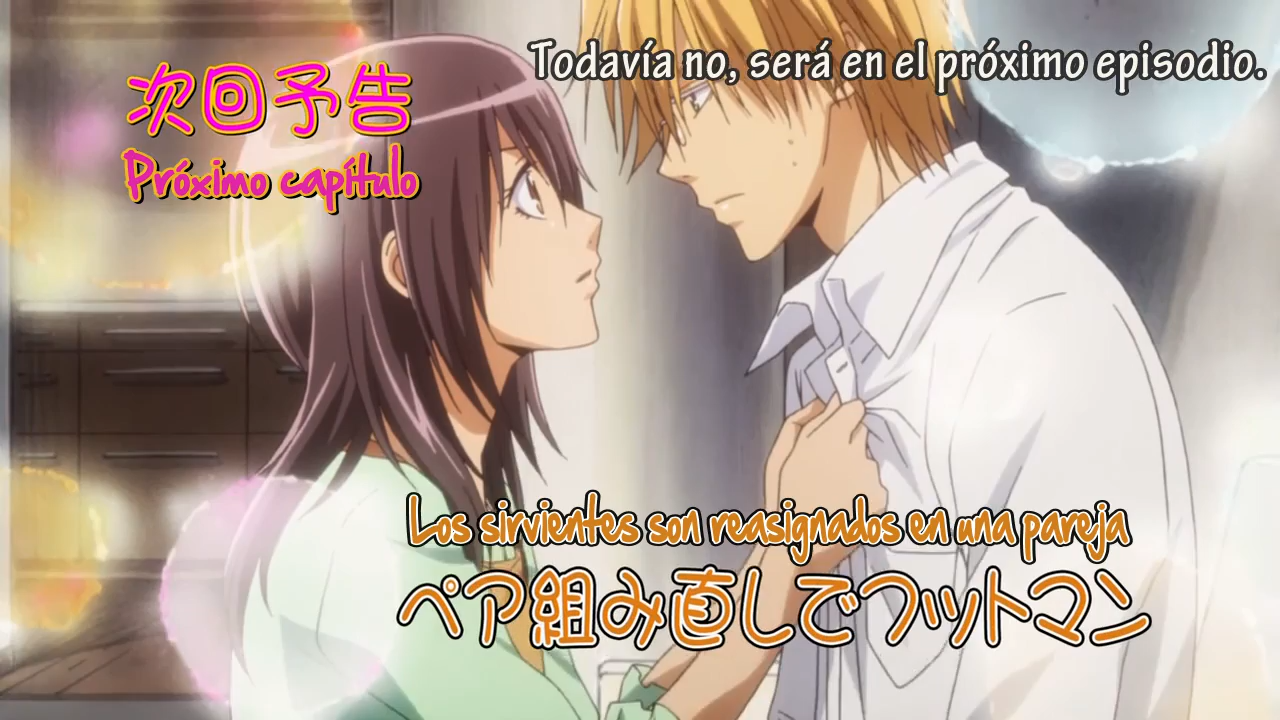 Todavía no, será en el próximo episodio.
次回予告
Próximo capítulo
Los sirvientes son reasignados en una pareja
ペア組み直しでフットマン